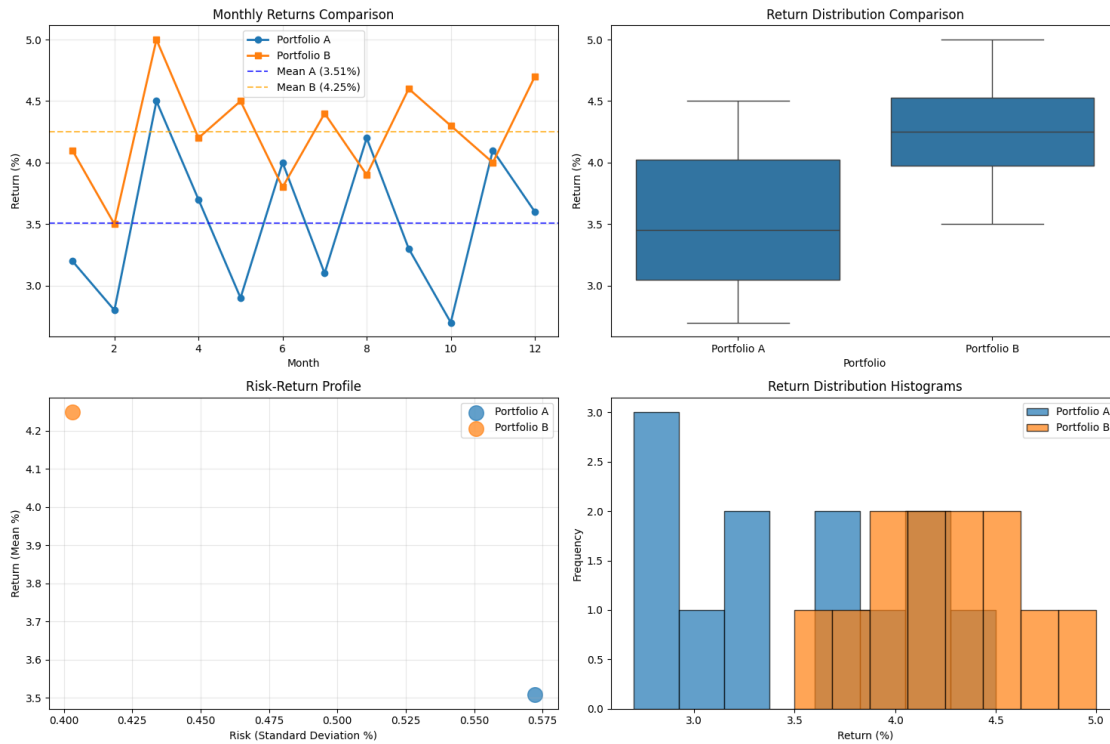 Monthly Returns Comparison
Portfolio A
Portfolio B
Mean A (3.51%)
Mean B (4.25%)
5.0
4.5
4.0
3.5
3.0
Return (%)
2
4
6
8
10
12
Month
Return Distribution Comparison
5.0
4.5
4.0
3.5
3.0
Return (%)
Portfolio A
Portfolio B
Portfolio
Risk-Return Profile
Portfolio A
Portfolio B
4.2
4.1
4.0
3.9
3.8
3.7
3.6
3.5
Return (Mean %)
0.400
0.425
0.450
0.475
0.500
0.525
0.550
0.575
Risk (Standard Deviation %)
Return Distribution Histograms
Portfolio A
Portfolio B
3.0
2.5
2.0
1.5
1.0
0.5
0.0
Frequency
3.0
3.5
4.0
4.5
5.0
Return (%)